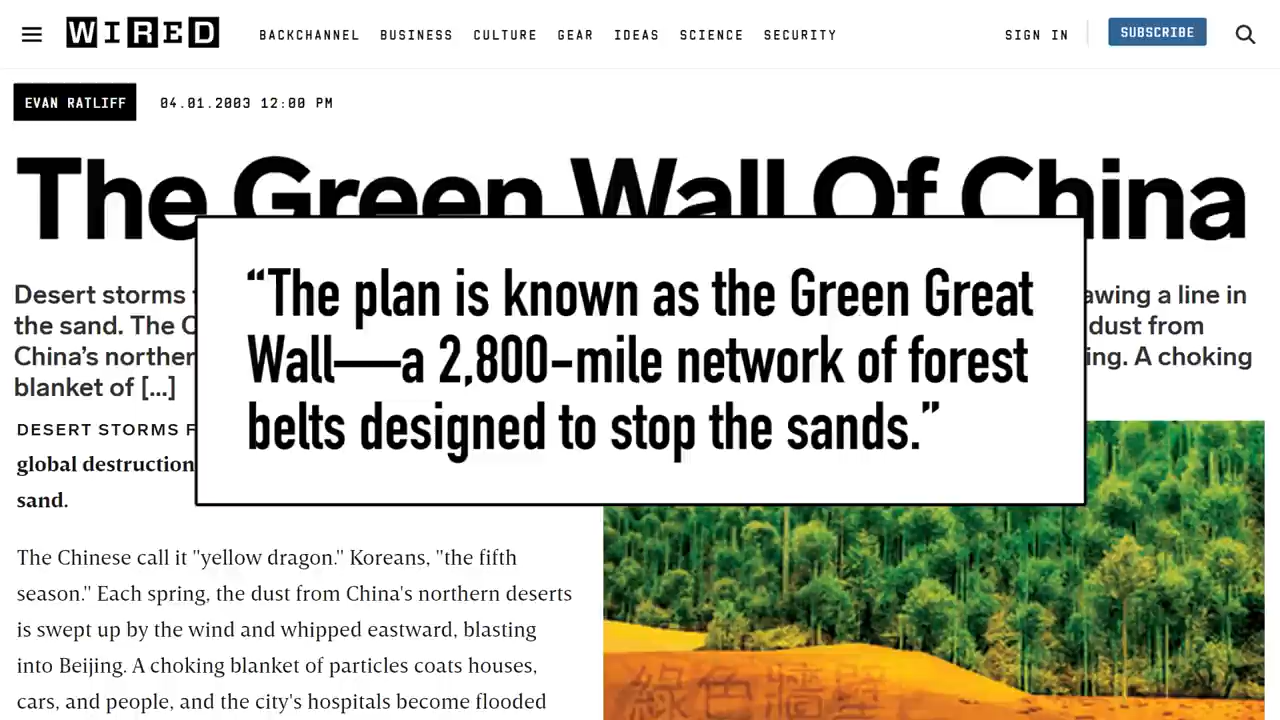 WIRED
BACKCHANNEL BUSINESS CULTURE GEAR IDEAS SCIENCE SECURITY
SIGN IN
SUBSCRIBE
EVAN RATLIFF 04.01.2003 12:00 PM
The Green Wall Of China
“The plan is known as the Green Great
Wall—a 2,800-mile network of forest
belts designed to stop the sands.”
Desert storms awing a line in
the sand. The dust from
China’s ing. A choking
blanket of [...]
DESERT STORMS
global destruction
sand.
The Chinese call it "yellow dragon." Koreans, "the fifth
season." Each spring, the dust from China's northern deserts
is swept up by the wind and whipped eastward, blasting
into Beijing. A choking blanket of particles coats houses,
cars, and people, and the city's hospitals become flooded
綠色牆壁